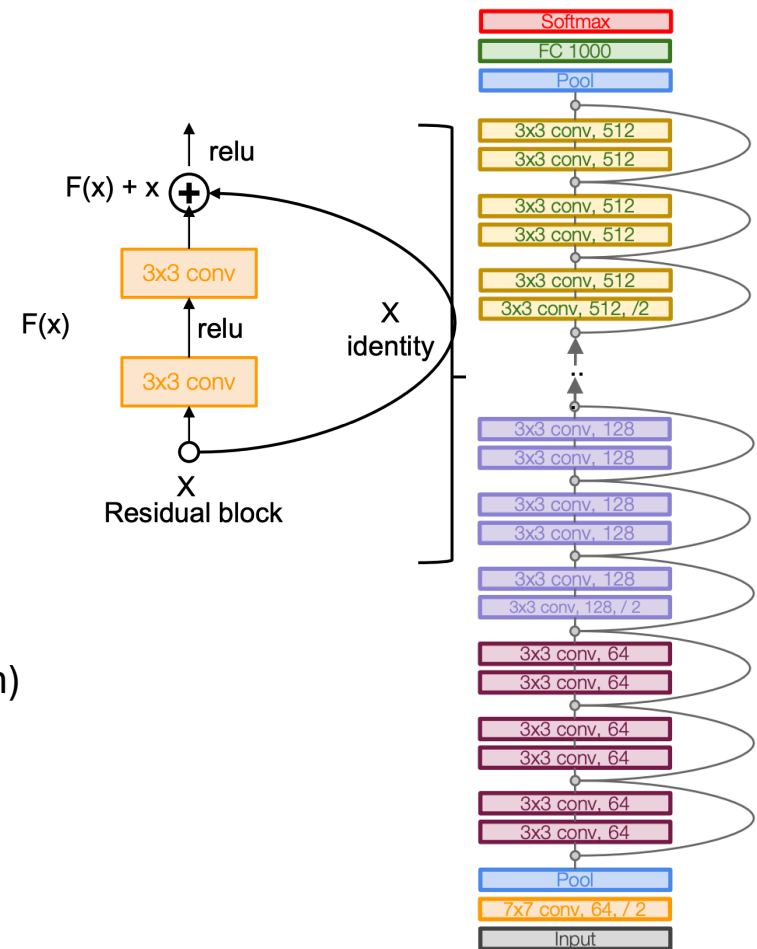 relu
F(x) + x
3x3 conv
F(x)
relu
X
identity
3x3 conv
X
Residual block
n)
Softmax
FC 1000
Pool
3x3 conv, 512
3x3 conv, 512
3x3 conv, 512
3x3 conv, 512
3x3 conv, 512
3x3 conv, 512, /2
..
3x3 conv, 128
3x3 conv, 128
3x3 conv, 128
3x3 conv, 128
3x3 conv, 128
3x3 conv, 128, / 2
3x3 conv, 64
3x3 conv, 64
3x3 conv, 64
3x3 conv, 64
3x3 conv, 64
3x3 conv, 64
Pool
7x7 conv, 64, / 2
Input